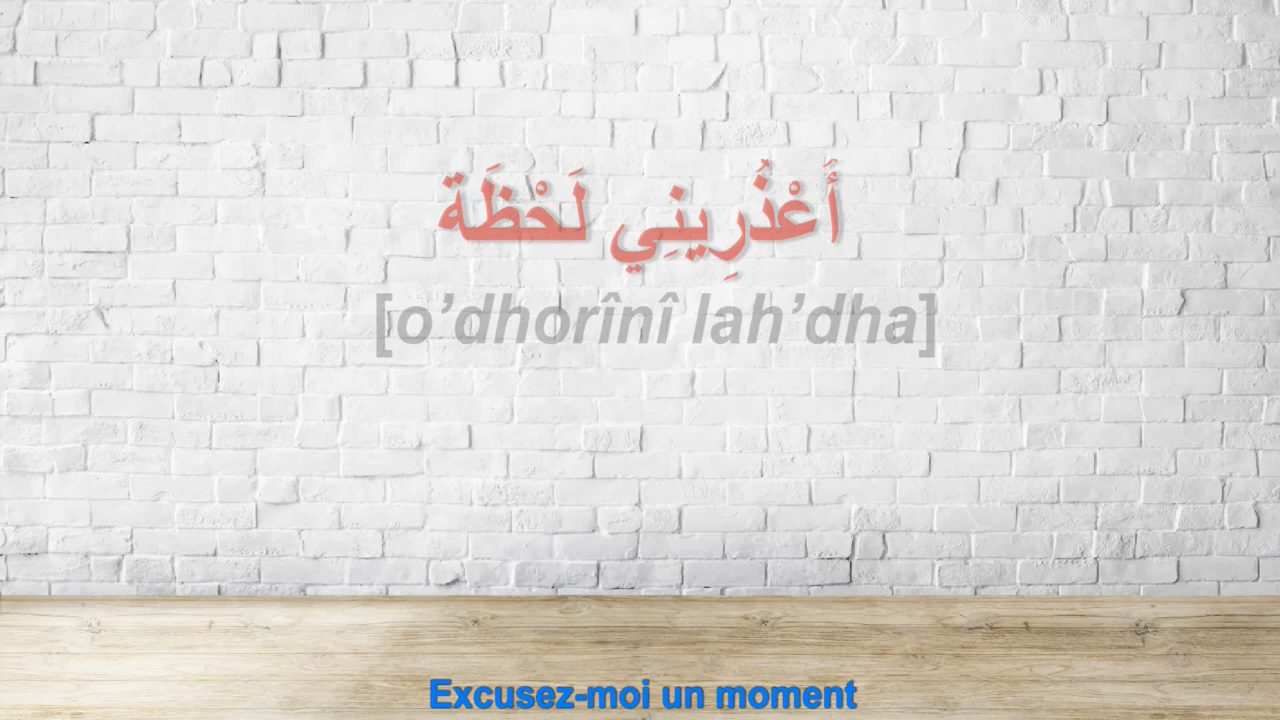 أَعْذُرِينِي لَحْظَة
[o’dhorînî lah’dha]
Excusez-moi un moment